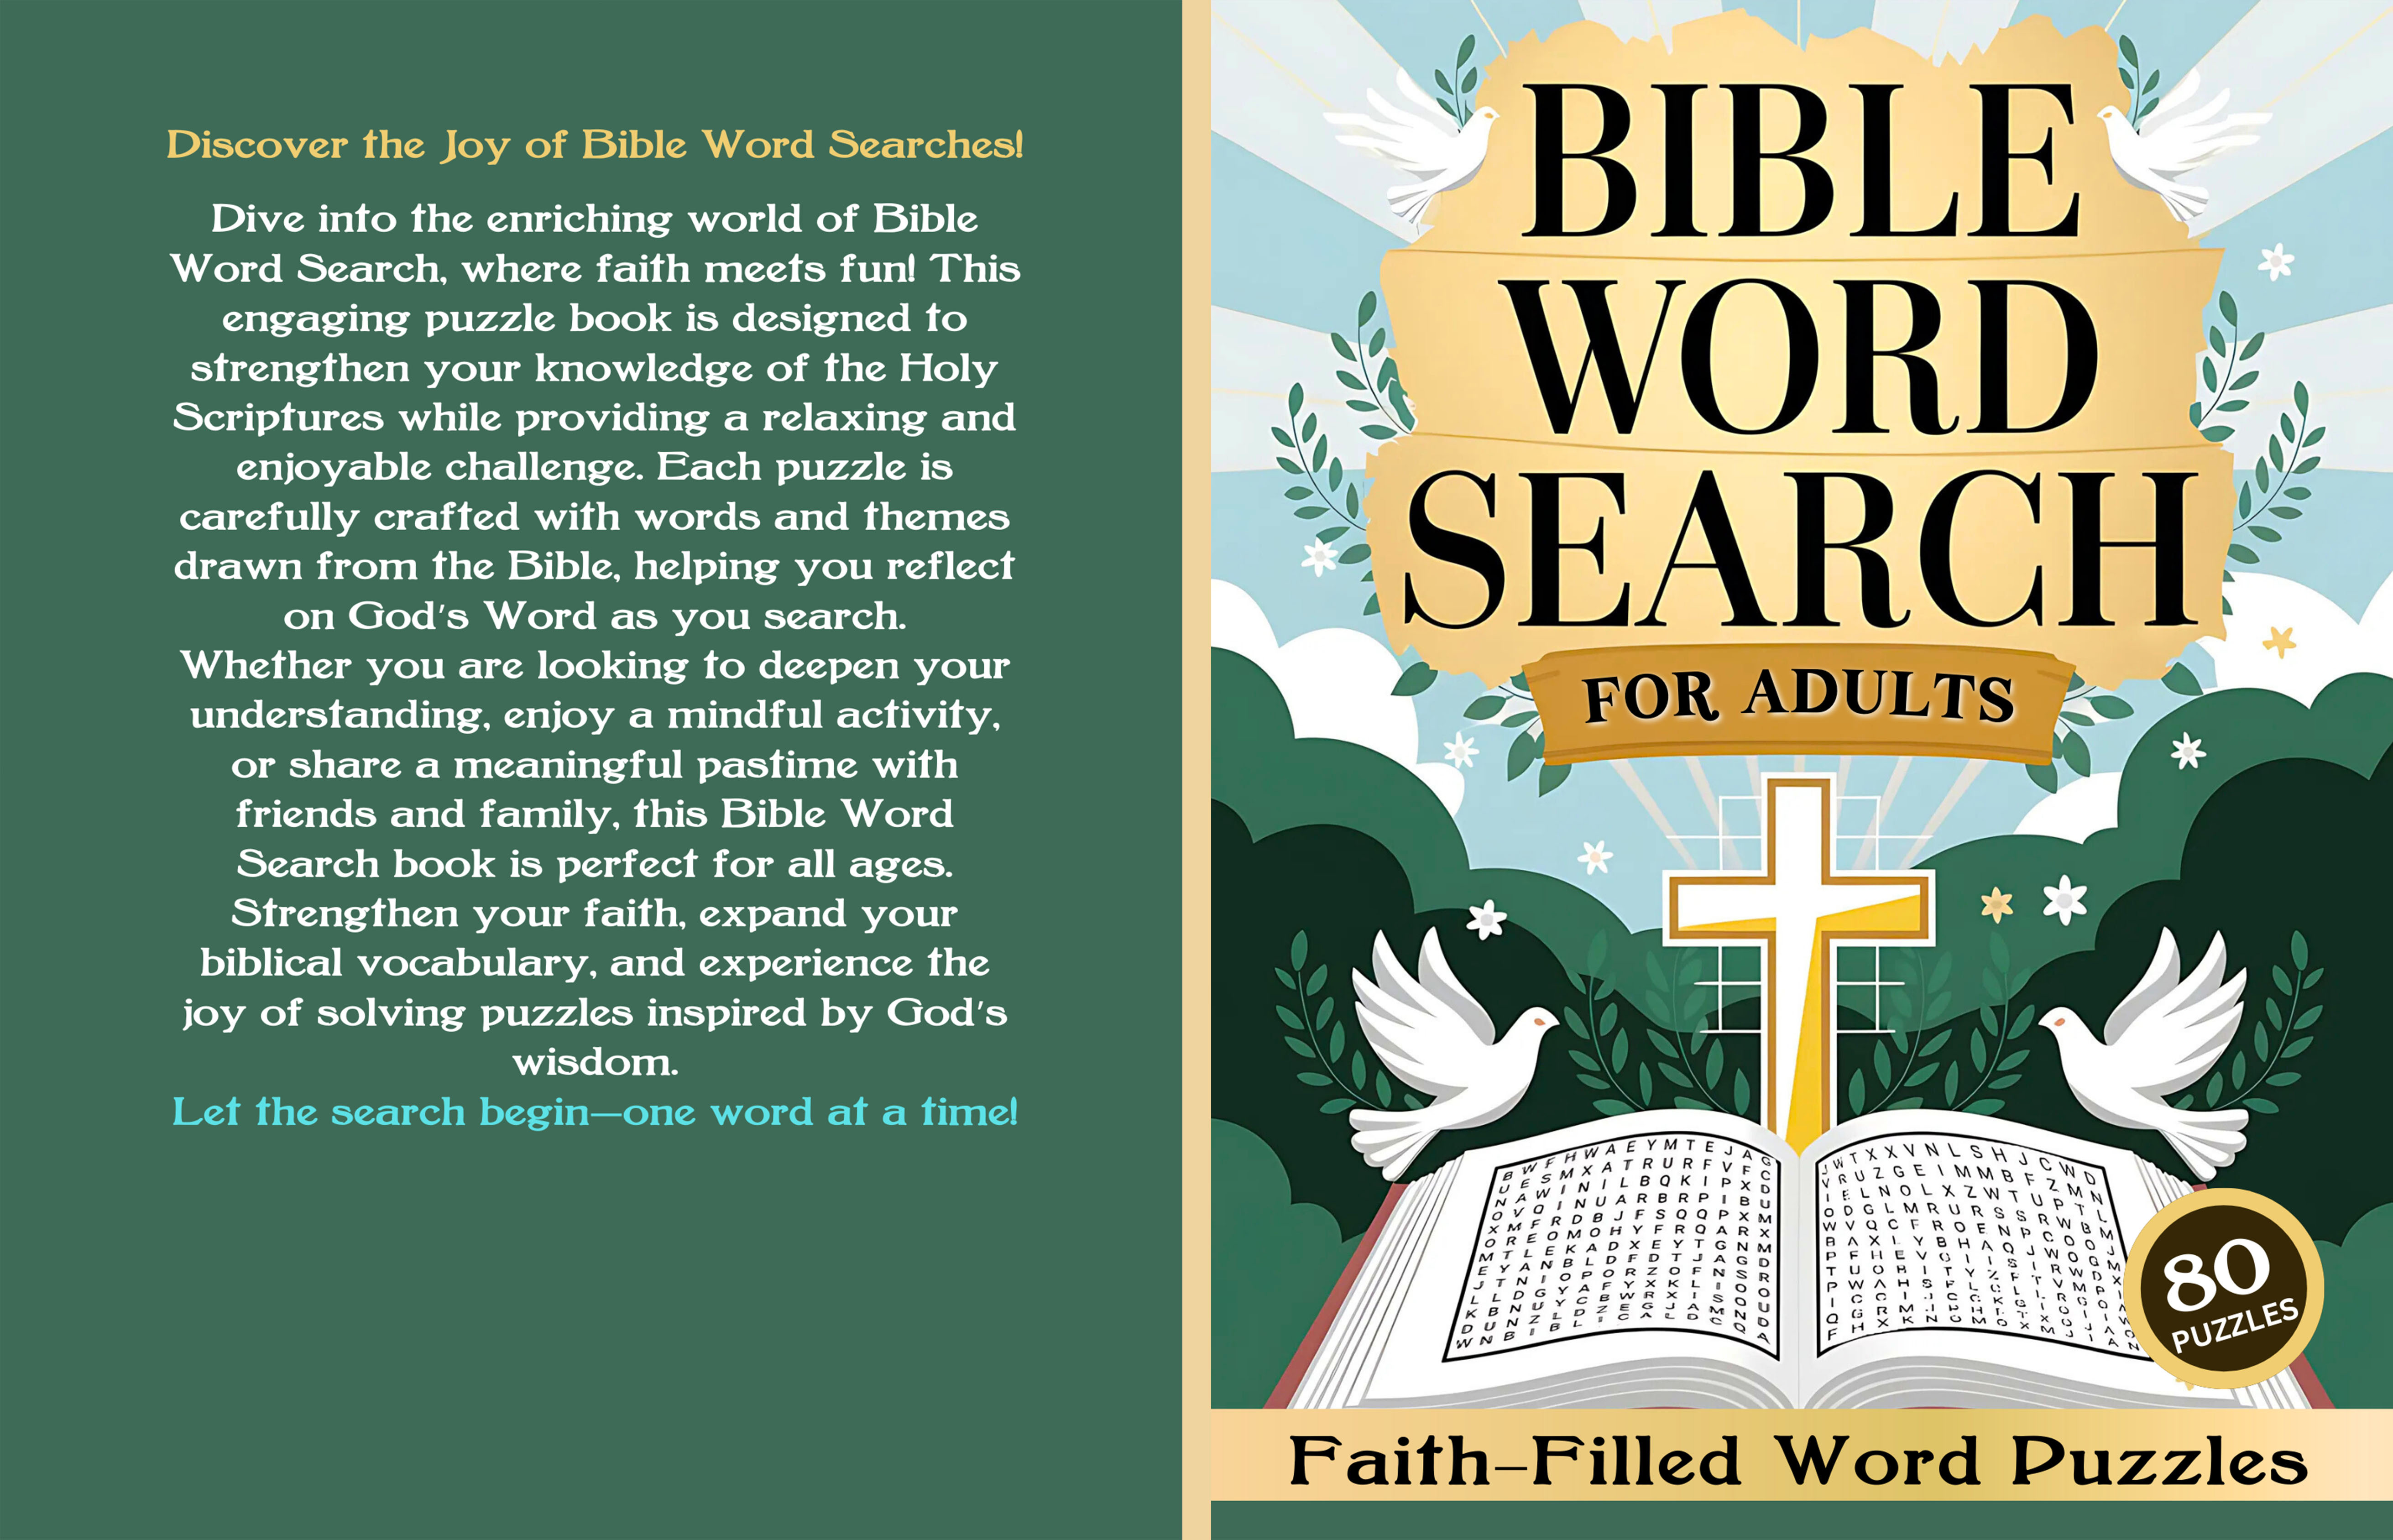 Discover the Joy of Bible Word Searches!
Dive into the enriching world of Bible
Word Search, where faith meets fun! This
engaging puzzle book is designed to
strengthen your knowledge of the Holy
Scriptures while providing a relaxing and
enjoyable challenge. Each puzzle is
carefully crafted with words and themes
drawn from the Bible, helping you reflect
on God's Word as you search.
Whether you are looking to deepen your
understanding, enjoy a mindful activity,
or share a meaningful pastime with
friends and family, this Bible Word
Search book is perfect for all ages.
Strengthen your faith, expand your
biblical vocabulary, and experience the
joy of solving puzzles inspired by God's
wisdom.
Let the search begin—one word at a time!
BIBLE
WORD
SEARCH
FOR ADULTS
80
PUZZLES
Faith-Filled Word Puzzles